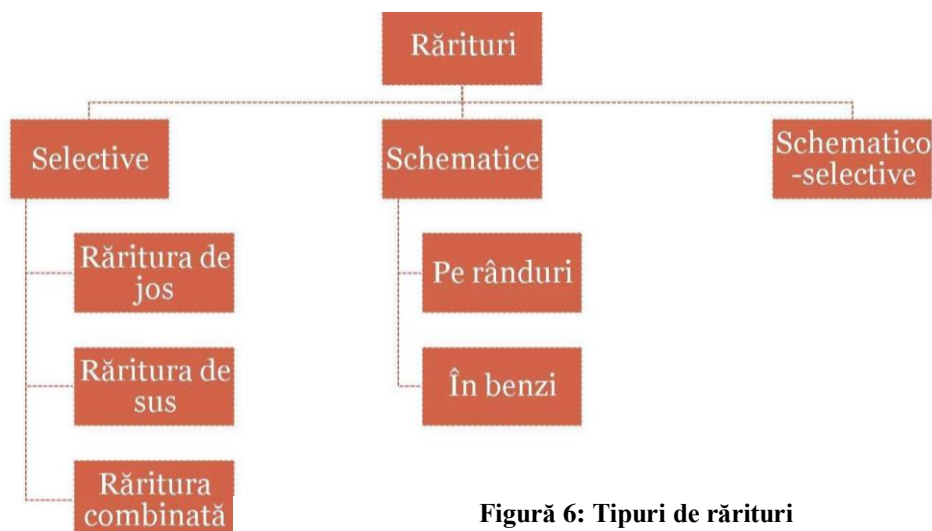 Rărituri
Selective
Schematice
Schematico
-selective
Răritura de
jos
Răritura de
sus
Răritura
combinată
Pe rânduri
În benzi
Figură 6: Tipuri de rărituri